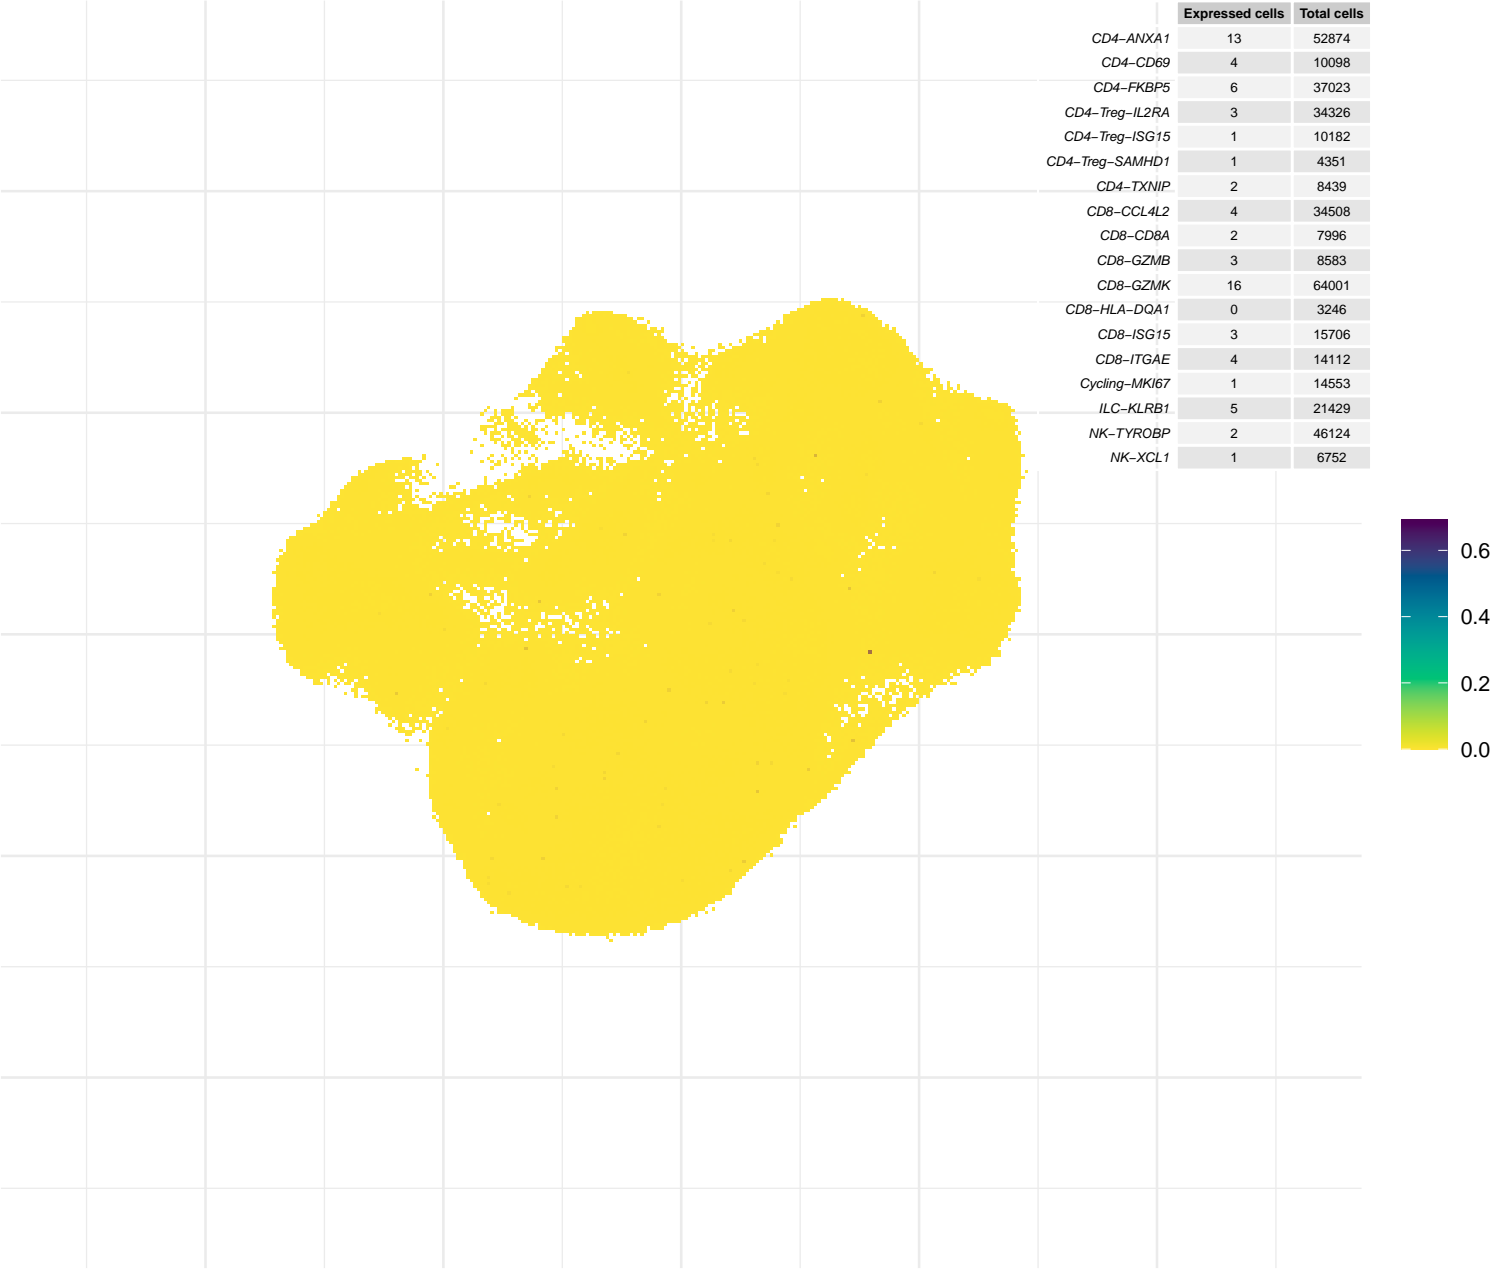 Expressed cells Total cells
CD4−ANXA1 13 52874
CD4−CD69 4 10098
CD4−FKBP5 6 37023
CD4−Treg−IL2RA 3 34326
CD4−Treg−ISG15 1 10182
CD4−Treg−SAMHD1 1 4351
CD4−TXNIP 2 8439
CD8−CCL4L2 4 34508
CD8−CD8A 2 7996
CD8−GZMB 3 8583
CD8−GZMK 16 64001
CD8−HLA−DQA1 0 3246
CD8−ISG15 3 15706
CD8−ITGAE 4 14112
Cycling−MKI67 1 14553
ILC−KLRB1 5 21429
NK−TYROBP 2 46124
NK−XCL1 1 6752
0.6
0.4
0.2
0.0